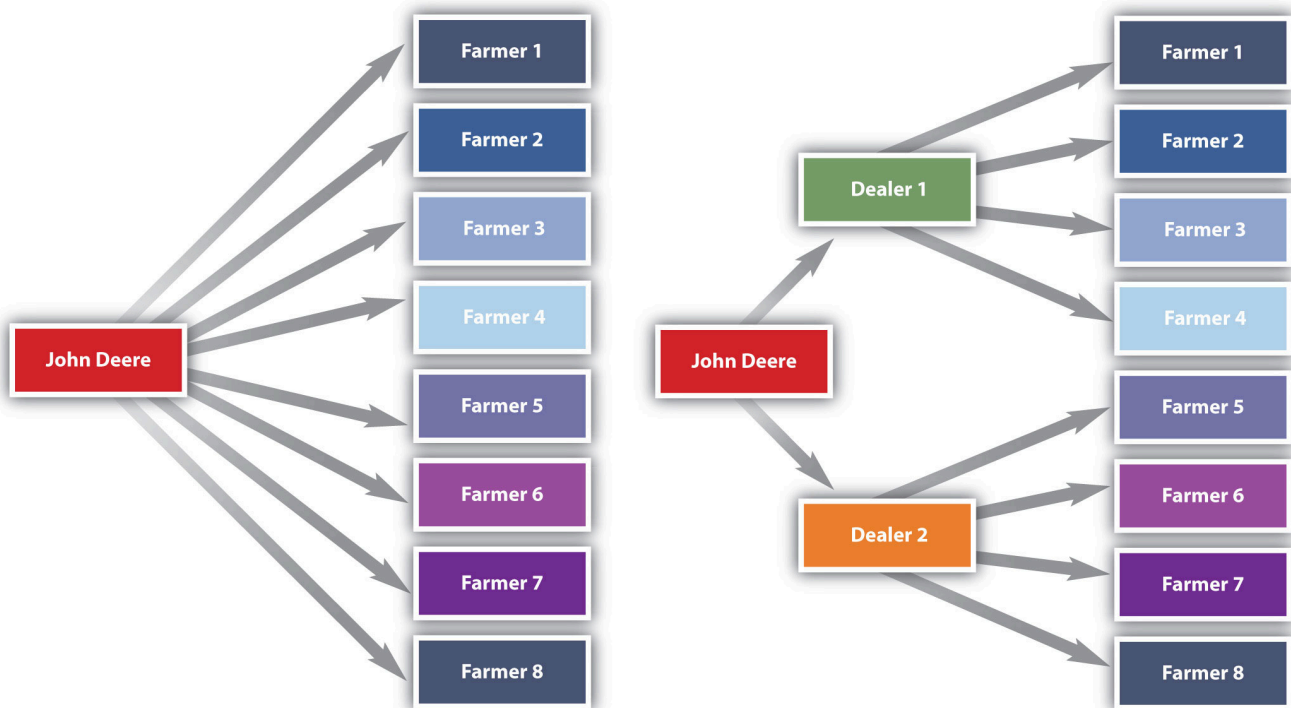 John Deere
Farmer 1
Farmer 2
Farmer 3
Farmer 4
Farmer 5
Farmer 6
Farmer 7
Farmer 8
John Deere
Dealer 1
Dealer 2
Farmer 1
Farmer 2
Farmer 3
Farmer 4
Farmer 5
Farmer 6
Farmer 7
Farmer 8